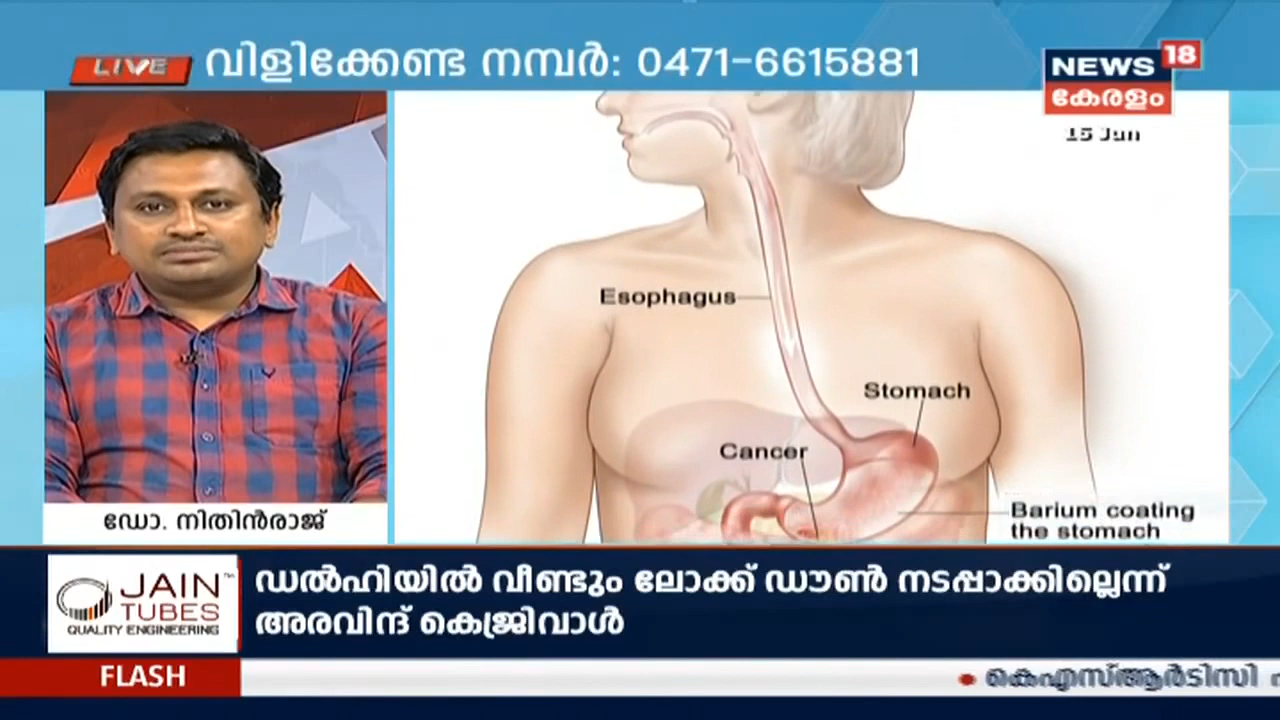 LIVE
വിളിക്കേണ്ട നമ്പർ: 0471-6615881
NEWS 18
കേരളം
15 Jun
Esophagus
Stomach
Cancer
Barium coating
the stomach
ഡോ. നിതിൻരാജ്
JAIN
TUBES
QUALITY ENGINEERING
ഡൽഹിയിൽ വീണ്ടും ലോക്ക് ഡൗൺ നടപ്പാക്കില്ലെന്ന്
അരവിന്ദ് കെജ്രിവാൾ
FLASH
• കെഎസ്ആർടിസി